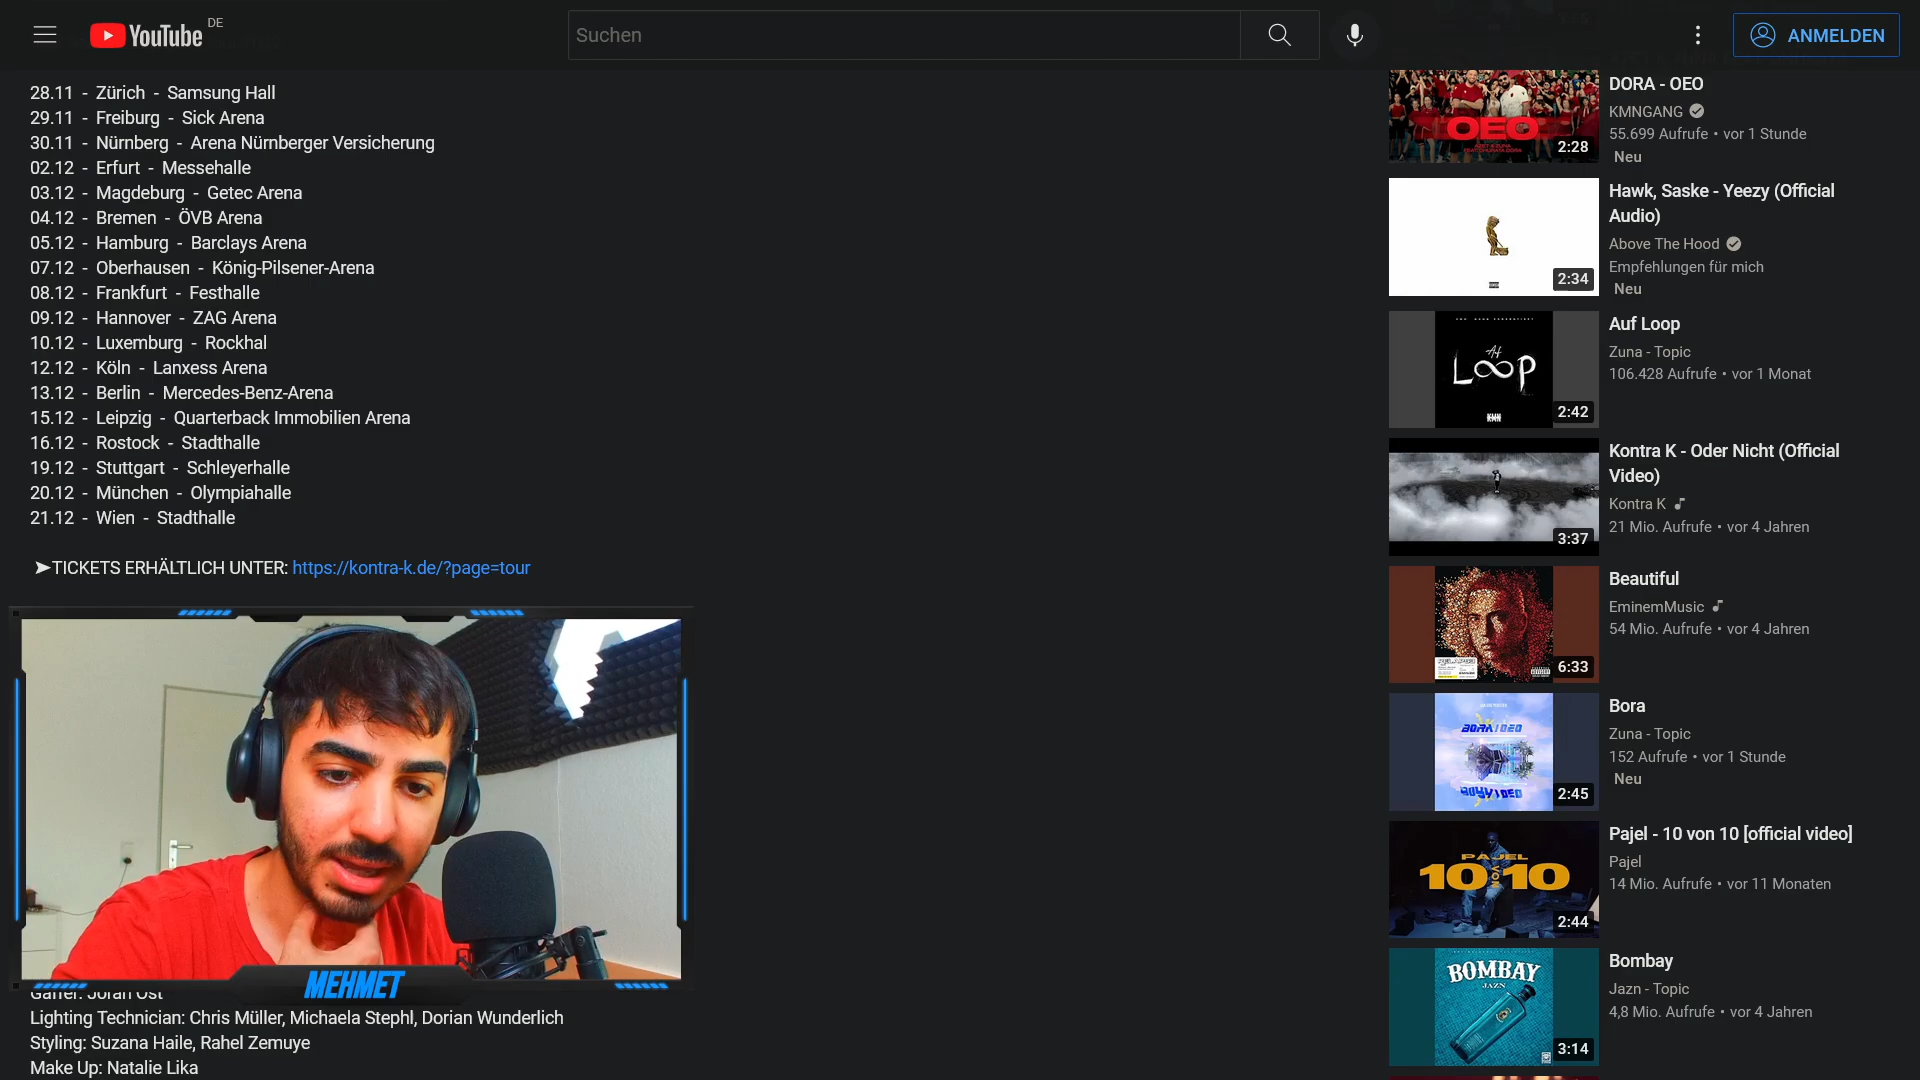 YouTube DE
Suchen
ANMELDEN
28.11 - Zürich - Samsung Hall
29.11 - Freiburg - Sick Arena
30.11 - Nürnberg - Arena Nürnberger Versicherung
02.12 - Erfurt - Messehalle
03.12 - Magdeburg - Getec Arena
04.12 - Bremen - ÖVB Arena
05.12 - Hamburg - Barclays Arena
07.12 - Oberhausen - König-Pilsener-Arena
08.12 - Frankfurt - Festhalle
09.12 - Hannover - ZAG Arena
10.12 - Luxemburg - Rockhal
12.12 - Köln - Lanxess Arena
13.12 - Berlin - Mercedes-Benz-Arena
15.12 - Leipzig - Quarterback Immobilien Arena
16.12 - Rostock - Stadthalle
19.12 - Stuttgart - Schleyerhalle
20.12 - München - Olympiahalle
21.12 - Wien - Stadthalle
➤TICKETS ERHÄLTLICH UNTER: https://kontra-k.de/?page=tour
MEHMET
Gaffer: Joran Ost
Lighting Technician: Chris Müller, Michaela Stephl, Dorian Wunderlich
Styling: Suzana Haile, Rahel Zemuye
Make Up: Natalie Lika
OEO
2:28
DORA - OEO
KMNGANG
55.699 Aufrufe • vor 1 Stunde
Neu
2:34
Hawk, Saske - Yeezy (Official
Audio)
Above The Hood
Empfehlungen für mich
Neu
Auf
LOOP
KMN
2:42
Auf Loop
Zuna - Topic
106.428 Aufrufe • vor 1 Monat
3:37
Kontra K - Oder Nicht (Official
Video)
Kontra K
21 Mio. Aufrufe • vor 4 Jahren
RELAPSE
6:33
Beautiful
EminemMusic
54 Mio. Aufrufe • vor 4 Jahren
2:45
Bora
Zuna - Topic
152 Aufrufe • vor 1 Stunde
Neu
PAJEL
10 VON 10
2:44
Pajel - 10 von 10 [official video]
Pajel
14 Mio. Aufrufe • vor 11 Monaten
BOMBAY
JAZN
3:14
Bombay
Jazn - Topic
4,8 Mio. Aufrufe • vor 4 Jahren